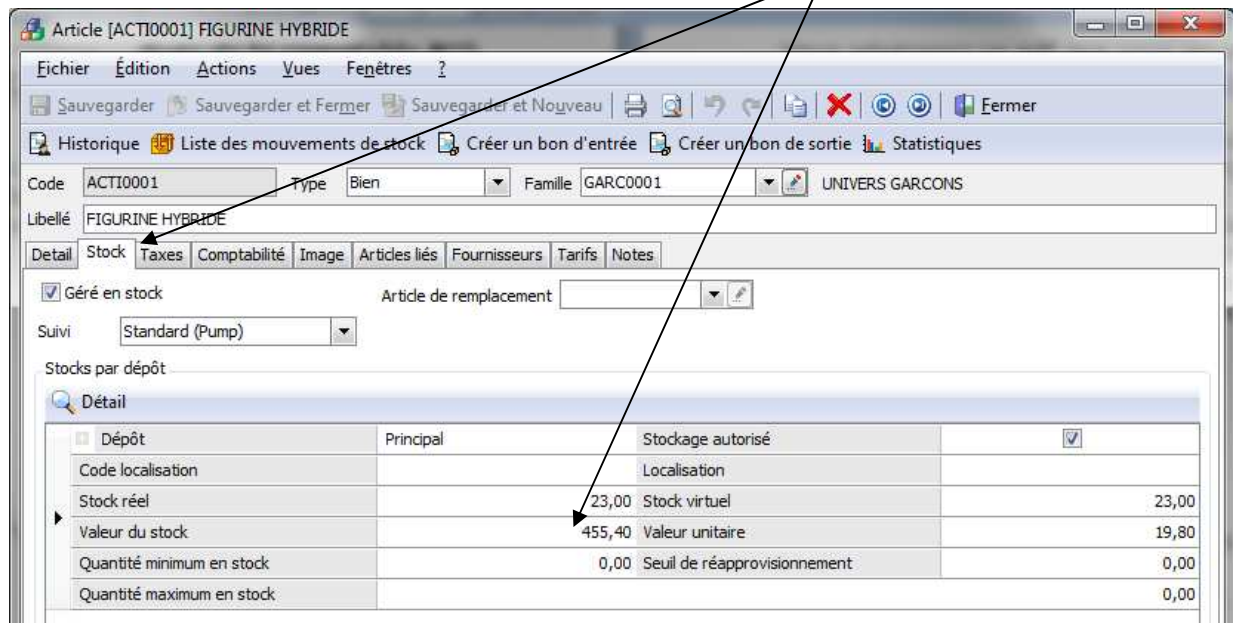 Article [ACTI0001] FIGURINE HYBRIDE
Fichier Édition Actions Vues Fenêtres ?
Sauvegarder Sauvegarder et Fermer Sauvegarder et Nouveau Fermer
Historique Liste des mouvements de stock Créer un bon d'entrée Créer un bon de sortie Statistiques
Code ACTI0001 Type Bien Famille GARC0001 UNIVERS GARCONS
Libellé FIGURINE HYBRIDE
Detail Stock Taxes Comptabilité Image Articles liés Fournisseurs Tarifs Notes
Géré en stock Article de remplacement
Suivi Standard (Pump)
Stocks par dépôt
Détail
Dépôt Principal Stockage autorisé
Code localisation Localisation
Stock réel 23,00 Stock virtuel 23,00
Valeur du stock 455,40 Valeur unitaire 19,80
Quantité minimum en stock 0,00 Seuil de réapprovisionnement 0,00
Quantité maximum en stock 0,00